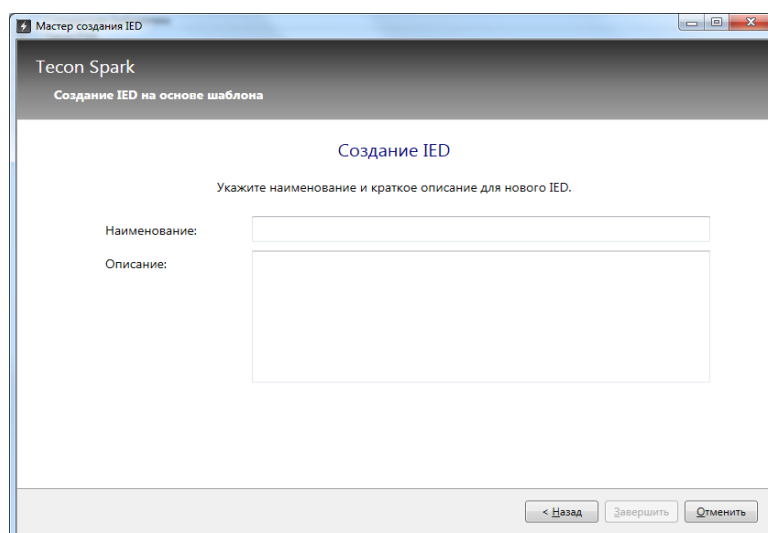 Мастер создания IED
Tecon Spark
Создание IED на основе шаблона
Создание IED
Укажите наименование и краткое описание для нового IED.
Наименование:
Описание:
< Назад
Завершить
Отменить